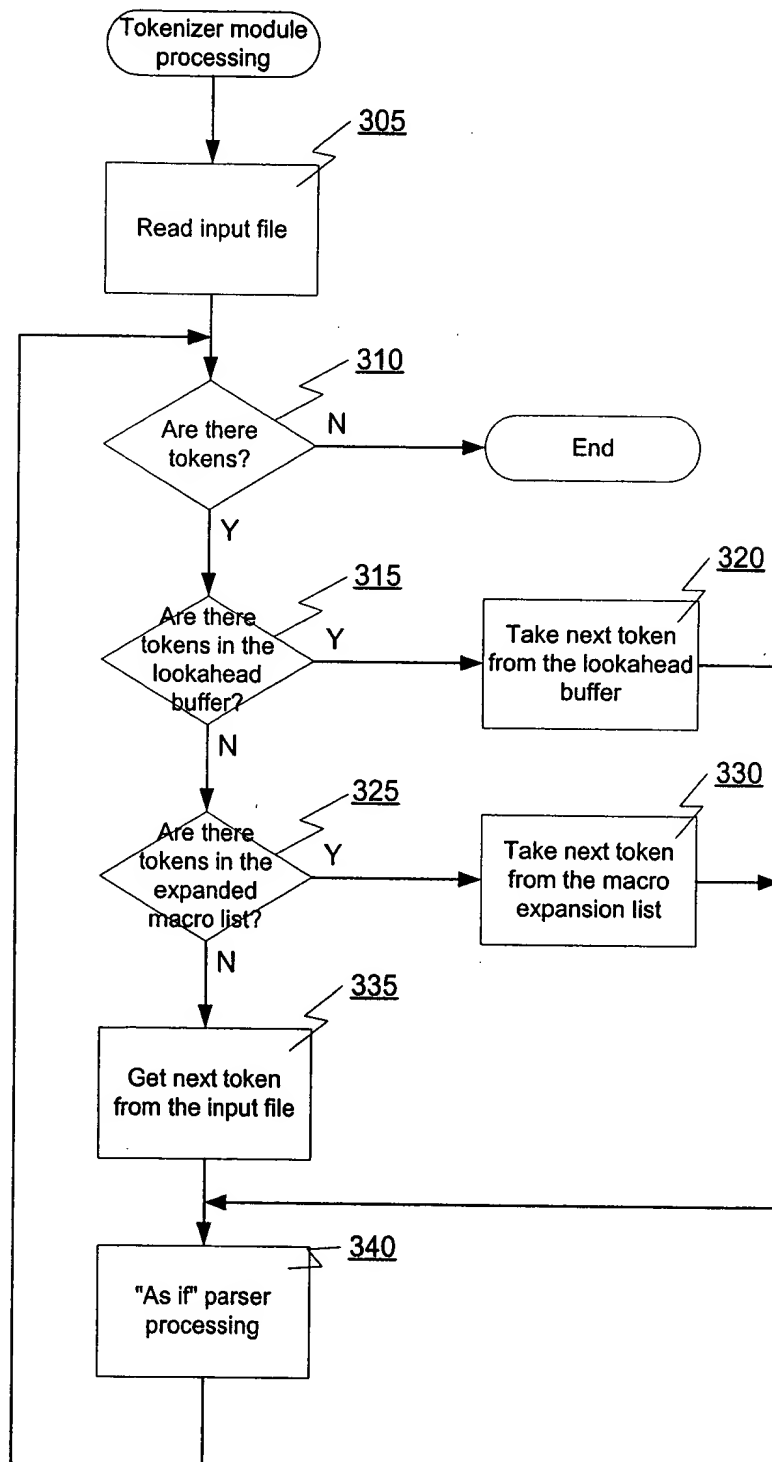 Tokenizer module
processing
305
Read input file
310
Are there
tokens?
N
End
Y
315
Are there
tokens in the
lookahead
buffer?
Y
320
Take next token
from the lookahead
buffer
N
325
Are there
tokens in the
expanded
macro list?
Y
330
Take next token
from the macro
expansion list
N
335
Get next token
from the input file
340
"As if" parser
processing